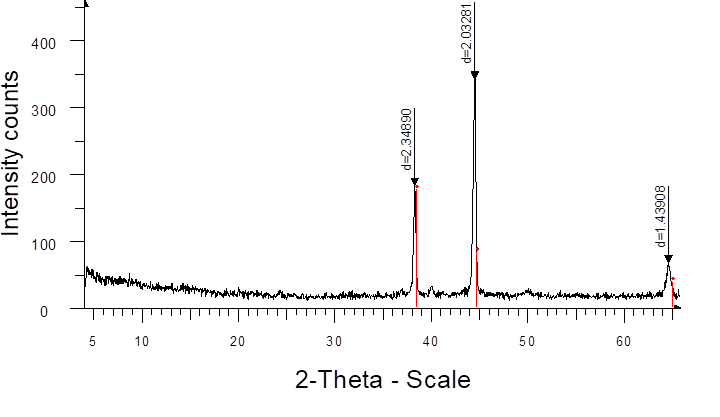 Intensity counts
400
300
200
100
0
d=2.34890
d=2.03281
d=1.43908
5 10 20 30 40 50 60
2-Theta - Scale